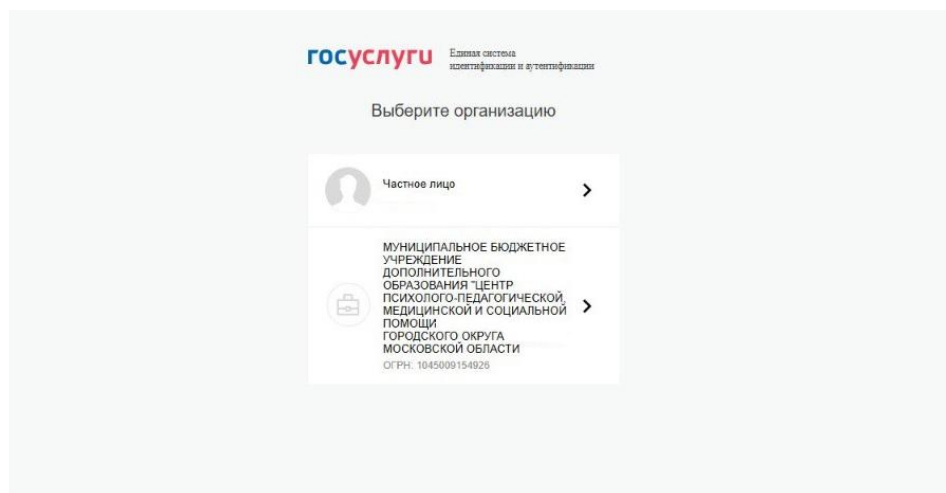 госуслуги
Единая система
идентификации и аутентификации
Выберите организацию
Частное лицо
МУНИЦИПАЛЬНОЕ БЮДЖЕТНОЕ
УЧРЕЖДЕНИЕ
ДОПОЛНИТЕЛЬНОГО
ОБРАЗОВАНИЯ "ЦЕНТР
ПСИХОЛОГО-ПЕДАГОГИЧЕСКОЙ,
МЕДИЦИНСКОЙ И СОЦИАЛЬНОЙ
ПОМОЩИ
ГОРОДСКОГО ОКРУГА
МОСКОВСКОЙ ОБЛАСТИ
ОГРН: 1045009154926